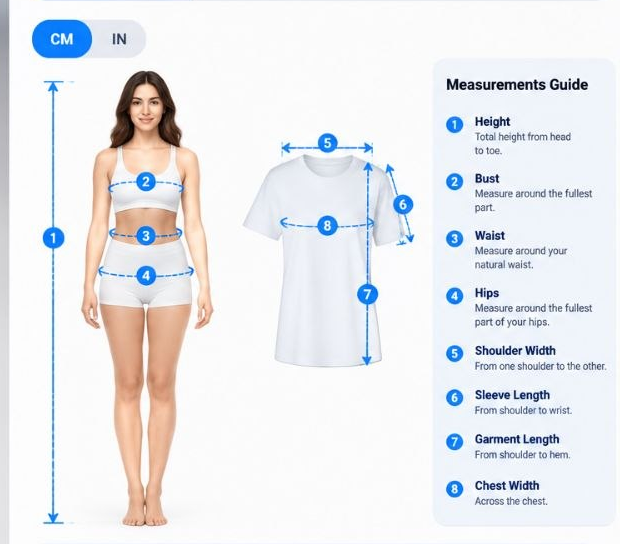 CM IN
1
2
3
4
5
6
7
8
Measurements Guide
1 Height
Total height from head
to toe.
2 Bust
Measure around the fullest
part.
3 Waist
Measure around your
natural waist.
4 Hips
Measure around the fullest
part of your hips.
5 Shoulder Width
From one shoulder to the other.
6 Sleeve Length
From shoulder to wrist.
7 Garment Length
From shoulder to hem.
8 Chest Width
Across the chest.